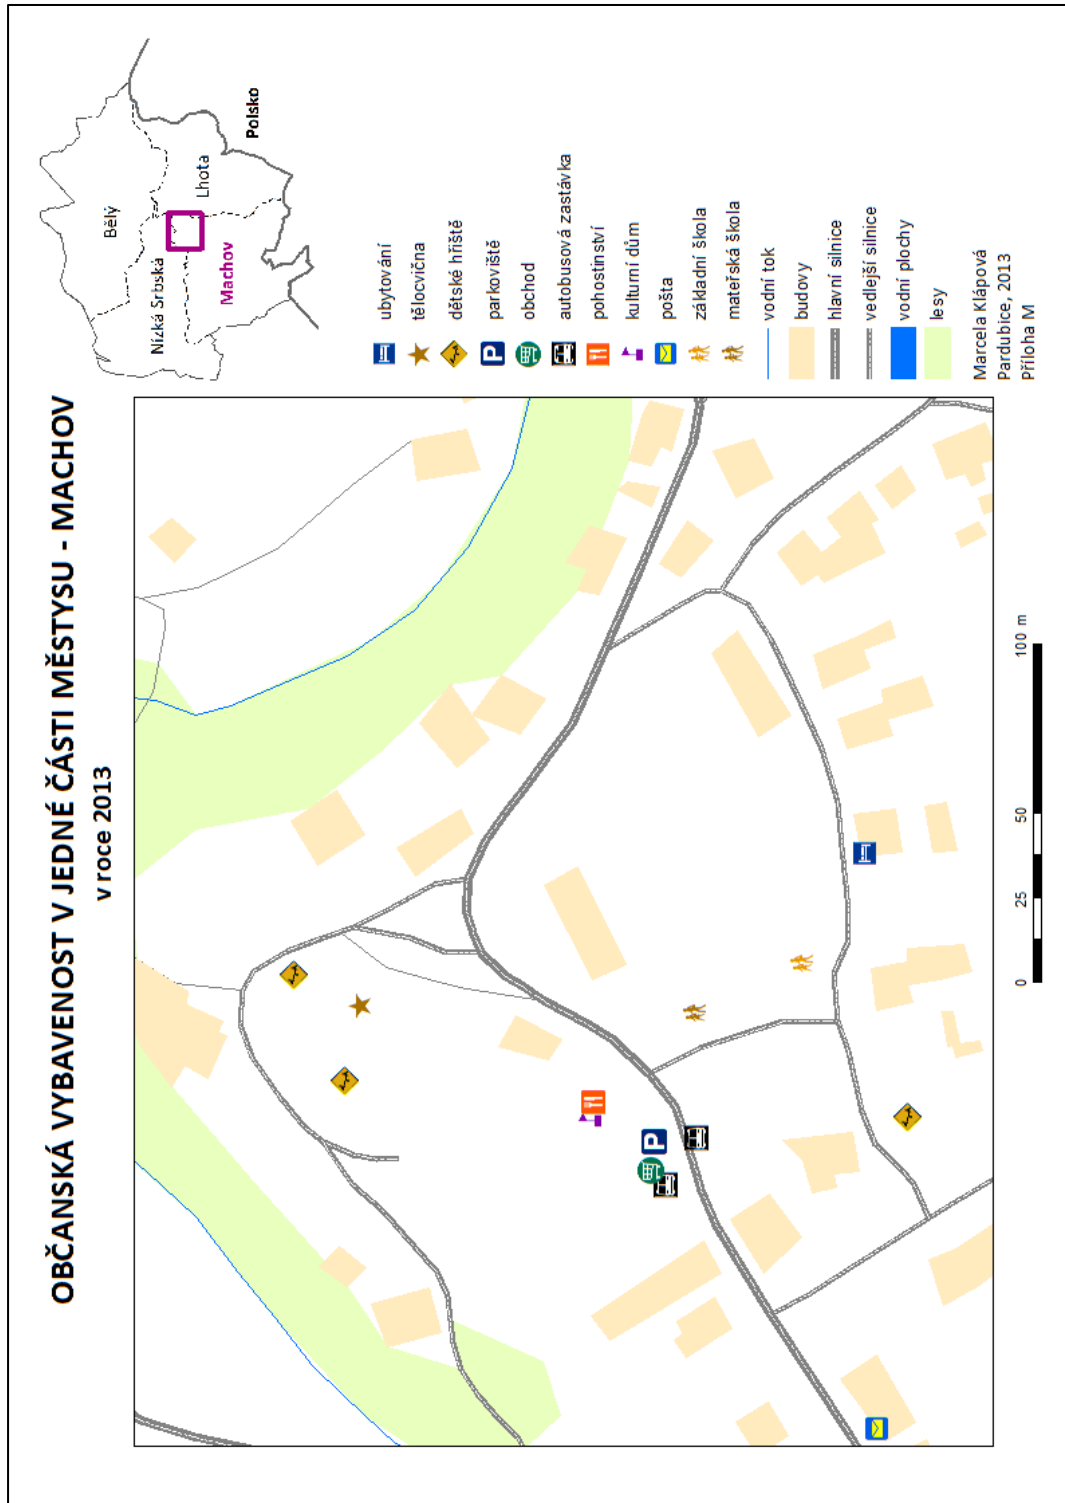 OBČANSKÁ VYBAVENOST V JEDNÉ ČÁSTI MĚSTYSU - MACHOV
v roce 2013
Bělý
Nízká Srbská
Lhota
Machov
Polsko
ubytování
tělocvična
dětské hřiště
parkoviště
obchod
autobusová zastávka
pohostinství
kulturní dům
pošta
základní škola
mateřská škola
vodní tok
budovy
hlavní silnice
vedlejší silnice
vodní plochy
lesy
Marcela Klápová
Pardubice, 2013
Příloha M
P
P
0 25 50 100 m